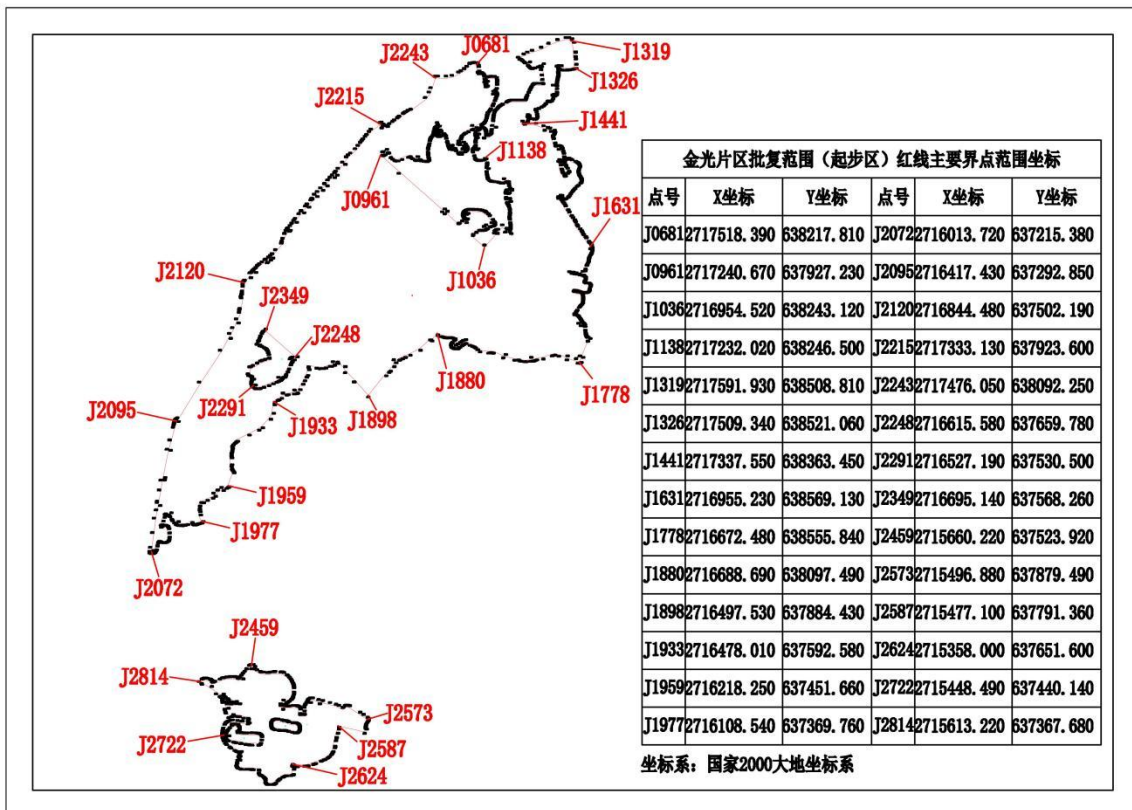 J0681
J1319
J2243
J1326
J2215
J1441
J1138
J0961
J1631
J1036
J2120
J2349
J2248
J1880
J1778
J2291
J1898
J1933
J2095
J1959
J1977
J2072
J2459
J2814
J2573
J2722
J2587
J2624
金光片区批复范围（起步区）红线主要界点范围坐标
点号 X坐标 Y坐标 点号 X坐标 Y坐标
J0681 2717518.390 638217.810 J2072 2716013.720 637215.380
J0961 2717240.670 637927.230 J2095 2716417.430 637292.850
J1036 2716954.520 638243.120 J2120 2716844.480 637502.190
J1138 2717232.020 638246.500 J2215 2717333.130 637923.600
J1319 2717591.930 638508.810 J2243 2717476.050 638092.250
J1326 2717509.340 638521.060 J2248 2716615.580 637659.780
J1441 2717337.550 638363.450 J2291 2716527.190 637530.500
J1631 2716955.230 638569.130 J2349 2716695.140 637568.260
J1778 2716672.480 638555.840 J2459 2715660.220 637523.920
J1880 2716688.690 638097.490 J2573 2715496.880 637879.490
J1898 2716497.530 637884.430 J2587 2715477.100 637791.360
J1933 2716478.010 637592.580 J2624 2715358.000 637651.600
J1959 2716218.250 637451.660 J2722 2715448.490 637440.140
J1977 2716108.540 637369.760 J2814 2715613.220 637367.680
坐标系：国家2000大地坐标系